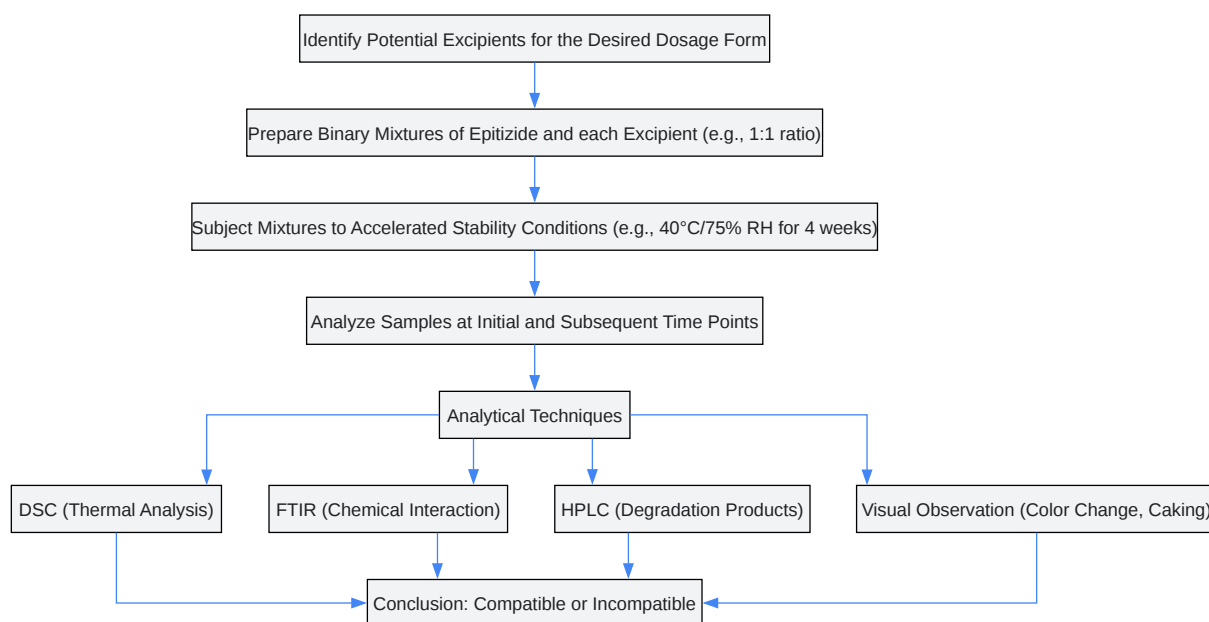 Identify Potential Excipients for the Desired Dosage Form
Prepare Binary Mixtures of Epitizide and each Excipient (e.g., 1:1 ratio)
Subject Mixtures to Accelerated Stability Conditions (e.g., 40°C/75% RH for 4 weeks)
Analyze Samples at Initial and Subsequent Time Points
Analytical Techniques
DSC (Thermal Analysis)
FTIR (Chemical Interaction)
HPLC (Degradation Products)
Visual Observation (Color Change, Caking)
Conclusion: Compatible or Incompatible